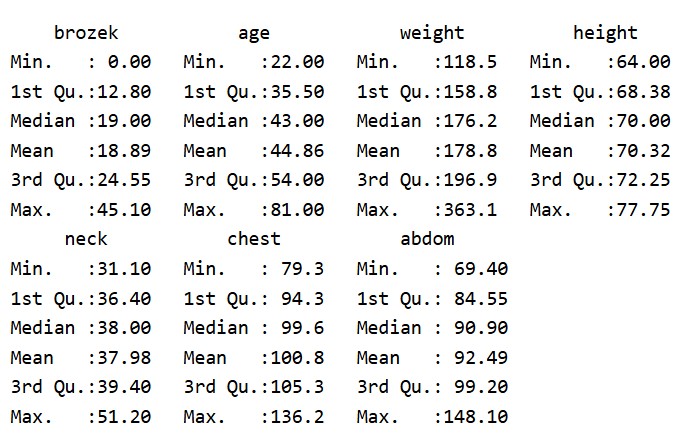 brozek age weight height
Min. : 0.00 Min. :22.00 Min. :118.5 Min. :64.00
1st Qu.:12.80 1st Qu.:35.50 1st Qu.:158.8 1st Qu.:68.38
Median :19.00 Median :43.00 Median :176.2 Median :70.00
Mean :18.89 Mean :44.86 Mean :178.8 Mean :70.32
3rd Qu.:24.55 3rd Qu.:54.00 3rd Qu.:196.9 3rd Qu.:72.25
Max. :45.10 Max. :81.00 Max. :363.1 Max. :77.75
neck chest abdom
Min. :31.10 Min. : 79.3 Min. : 69.40
1st Qu.:36.40 1st Qu.: 94.3 1st Qu.: 84.55
Median :38.00 Median : 99.6 Median : 90.90
Mean :37.98 Mean :100.8 Mean : 92.49
3rd Qu.:39.40 3rd Qu.:105.3 3rd Qu.: 99.20
Max. :51.20 Max. :136.2 Max. :148.10